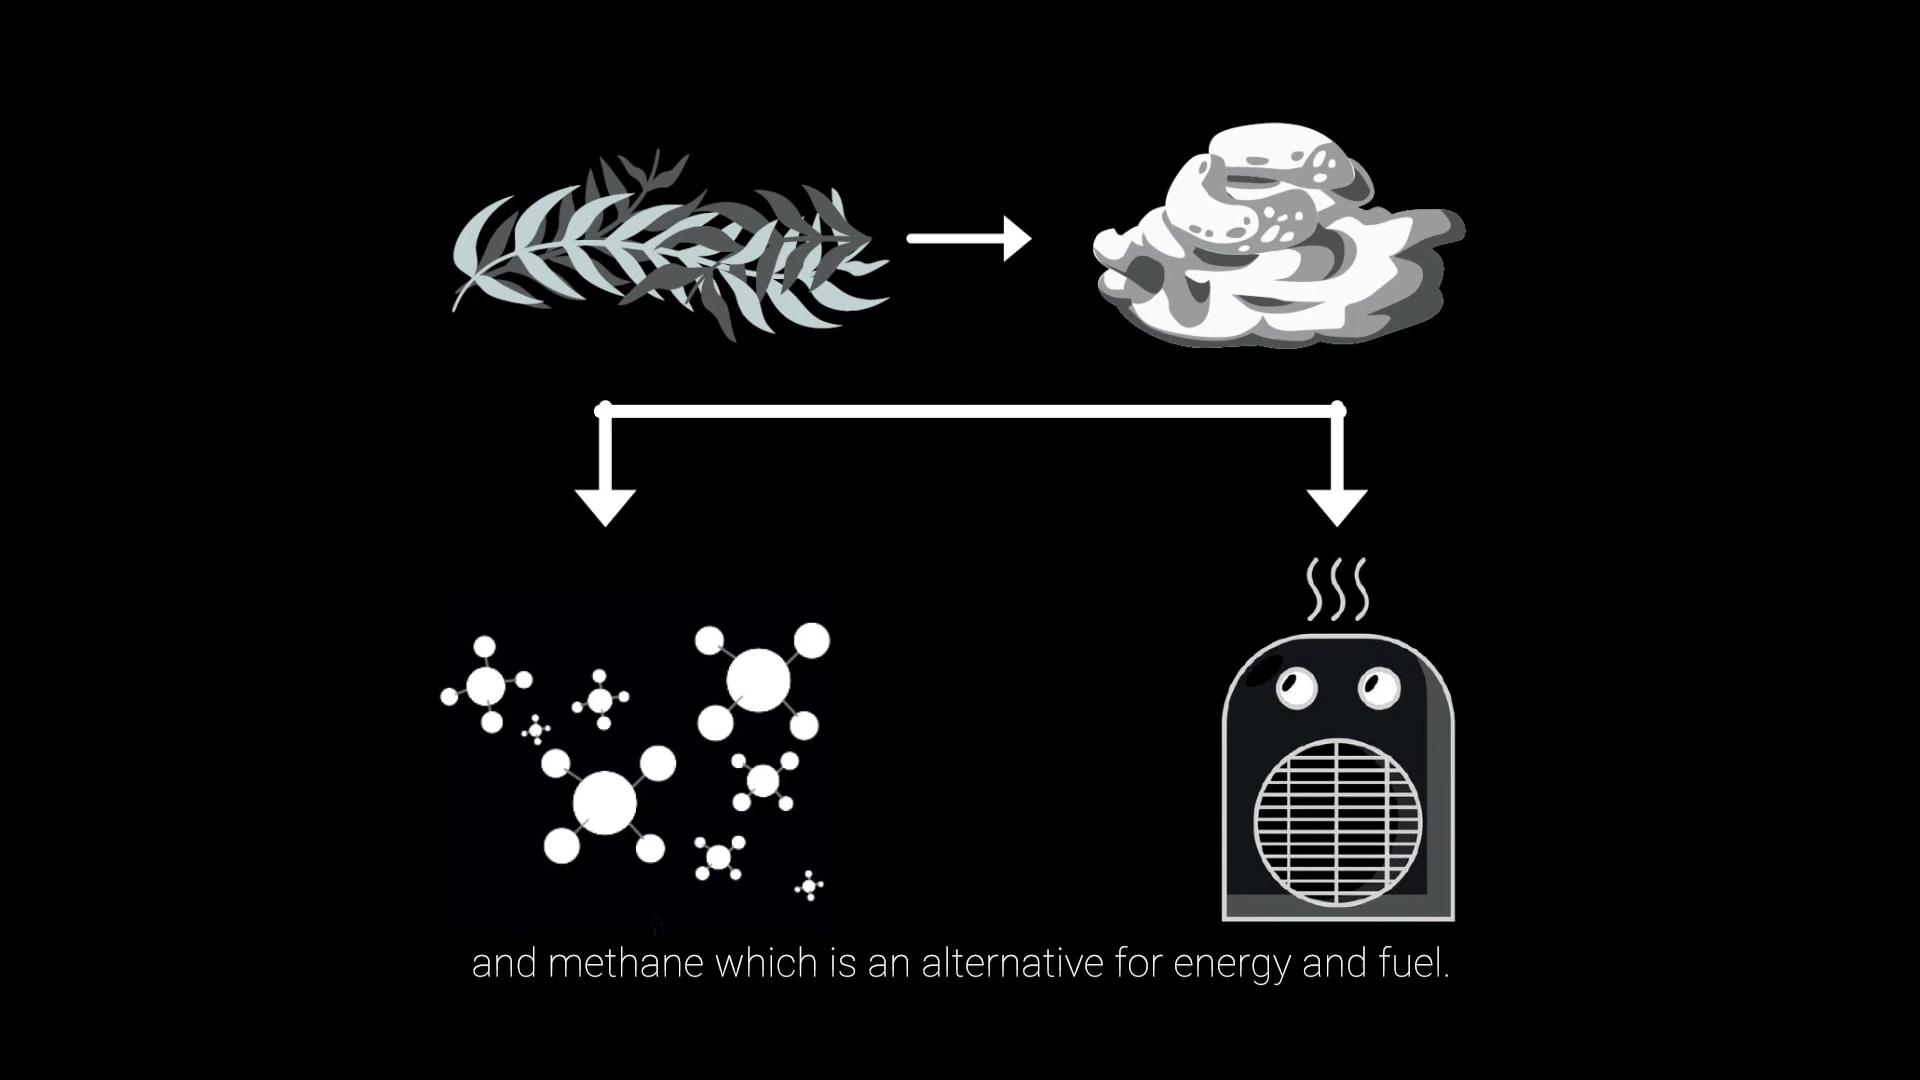 and methane which is an alternative for energy and fuel.